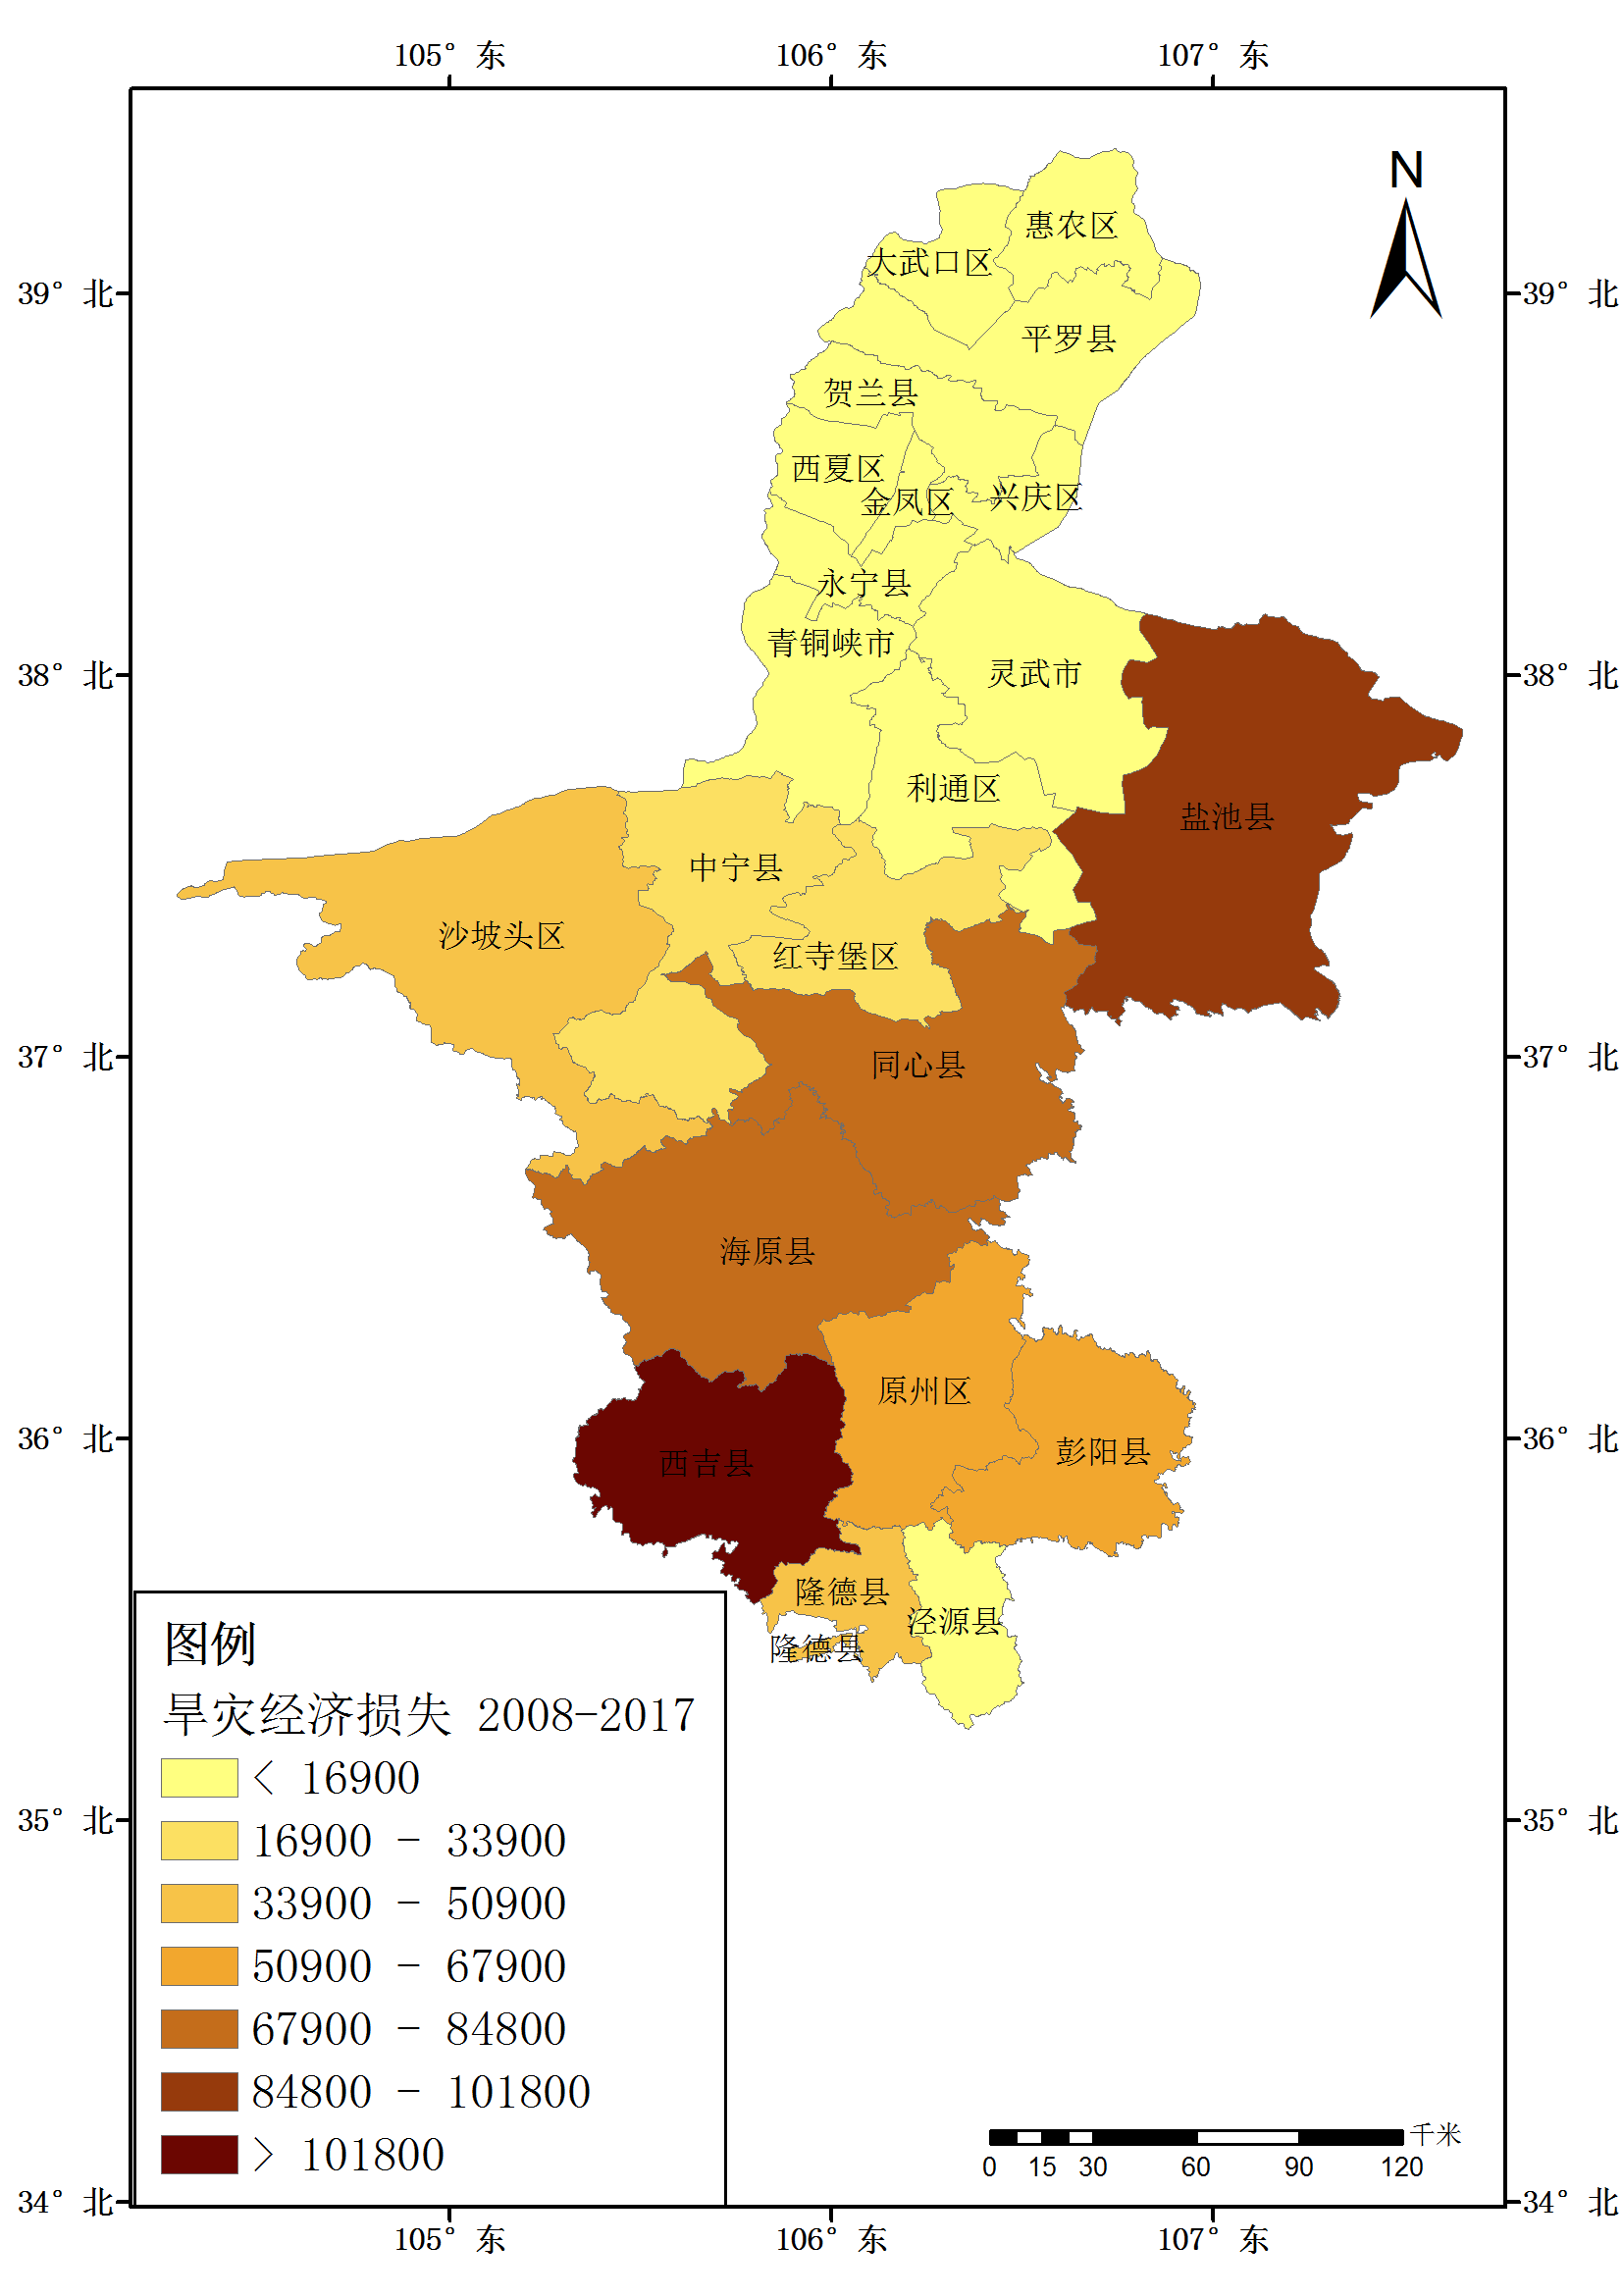 105° 东 106° 东 107° 东
N
惠农区
大武口区
39° 北 39° 北
平罗县
贺兰县
西夏区
金凤区 兴庆区
永宁县
青铜峡市
38° 北 灵武市 38° 北
利通区
盐池县
中宁县
沙坡头区
红寺堡区
37° 北 同心县 37° 北
海原县
原州区
36° 北 36° 北
彭阳县
西吉县
隆德县
泾源县
隆德县
图例
旱灾经济损失 2008-2017
< 16900
16900 - 33900
35° 北 35° 北
33900 - 50900
50900 - 67900
67900 - 84800
84800 - 101800
> 101800
千米
0 15 30 60 90 120
34° 北 34° 北
105° 东 106° 东 107° 东